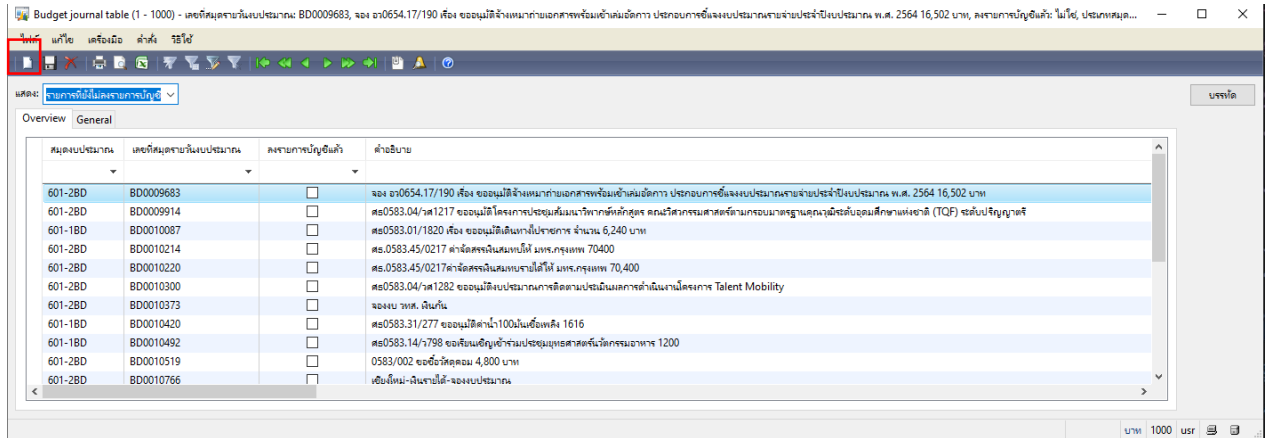 Budget journal table (1 - 1000) - เลขที่สมุดรายวันงบประมาณ: BD0009683, จอง อว0654.17/190 เรื่อง ขออนุมัติจ้างเหมาถ่ายเอกสารพร้อมเข้าเล่มอัดกาว ประกอบการชี้แจงงบประมาณรายจ่ายประจำปีงบประมาณ พ.ศ. 2564 16,502 บาท, ลงรายการบัญชีแล้ว: ไม่ใช่, ประเภทสมุด...
ไฟล์ แก้ไข เครื่องมือ คำสั่ง วิธีใช้
แสดง: รายการที่ยังไม่ลงรายการบัญชี บรรทัด
Overview General
สมุดงบประมาณ เลขที่สมุดรายวันงบประมาณ ลงรายการบัญชีแล้ว คำอธิบาย
601-2BD BD0009683 จอง อว0654.17/190 เรื่อง ขออนุมัติจ้างเหมาถ่ายเอกสารพร้อมเข้าเล่มอัดกาว ประกอบการชี้แจงงบประมาณรายจ่ายประจำปีงบประมาณ พ.ศ. 2564 16,502 บาท
601-2BD BD0009914 ศธ0583.04/วศ1217 ขออนุมัติโครงการประชุมสัมมนาวิพากษ์หลักสูตร คณะวิศวกรรมศาสตร์ตามกรอบมาตรฐานคุณวุฒิระดับอุดมศึกษาแห่งชาติ (TQF) ระดับปริญญาตรี
601-1BD BD0010087 ศธ0583.01/1820 เรื่อง ขออนุมัติเดินทางไปราชการ จำนวน 6,240 บาท
601-2BD BD0010214 ศธ.0583.45/0217 ค่าจัดสรรเงินสมทบให้ มทร.กรุงเทพ 70400
601-2BD BD0010220 ศธ.0583.45/0217ค่าจัดสรรเงินสมทบรายได้ให้ มทร.กรุงเทพ 70,400
601-2BD BD0010300 ศธ0583.04/วศ1282 ขออนุมัติงบประมาณการติดตามประเมินผลการดำเนินงานโครงการ Talent Mobility
601-2BD BD0010373 จองงบ วทส. เงินกัน
601-1BD BD0010420 ศธ0583.31/277 ขออนุมัติค่าน้ำ100มันเชื้อเพลิง 1616
601-1BD BD0010492 ศธ0583.14/ว798 ขอเรียนเชิญเข้าร่วมประชุมยุทธศาสตร์นวัตกรรมอาหาร 1200
601-2BD BD0010519 0583/002 ขอซื้อวัสดุคอม 4,800 บาท
601-2BD BD0010766 เชียงใหม่-เงินรายได้-จองงบประมาณ
บาท 1000 usr